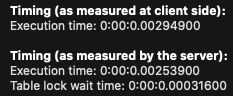 Timing (as measured at client side):
Execution time: 0:00:0.00294900
Timing (as measured by the server):
Execution time: 0:00:0.00253900
Table lock wait time: 0:00:0.00031600